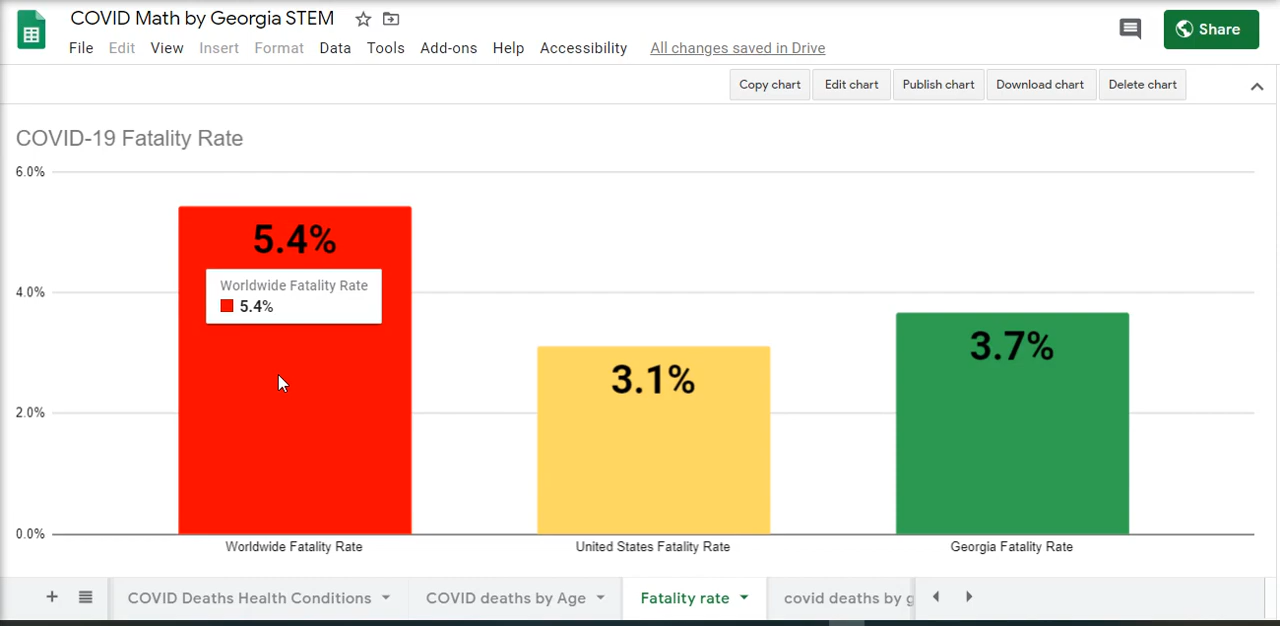 COVID Math by Georgia STEM
File Edit View Insert Format Data Tools Add-ons Help Accessibility All changes saved in Drive
Share
Copy chart Edit chart Publish chart Download chart Delete chart
COVID-19 Fatality Rate
6.0%
4.0%
2.0%
0.0%
5.4%
Worldwide Fatality Rate
5.4%
3.1%
3.7%
Worldwide Fatality Rate United States Fatality Rate Georgia Fatality Rate
COVID Deaths Health Conditions COVID deaths by Age Fatality rate covid deaths by g